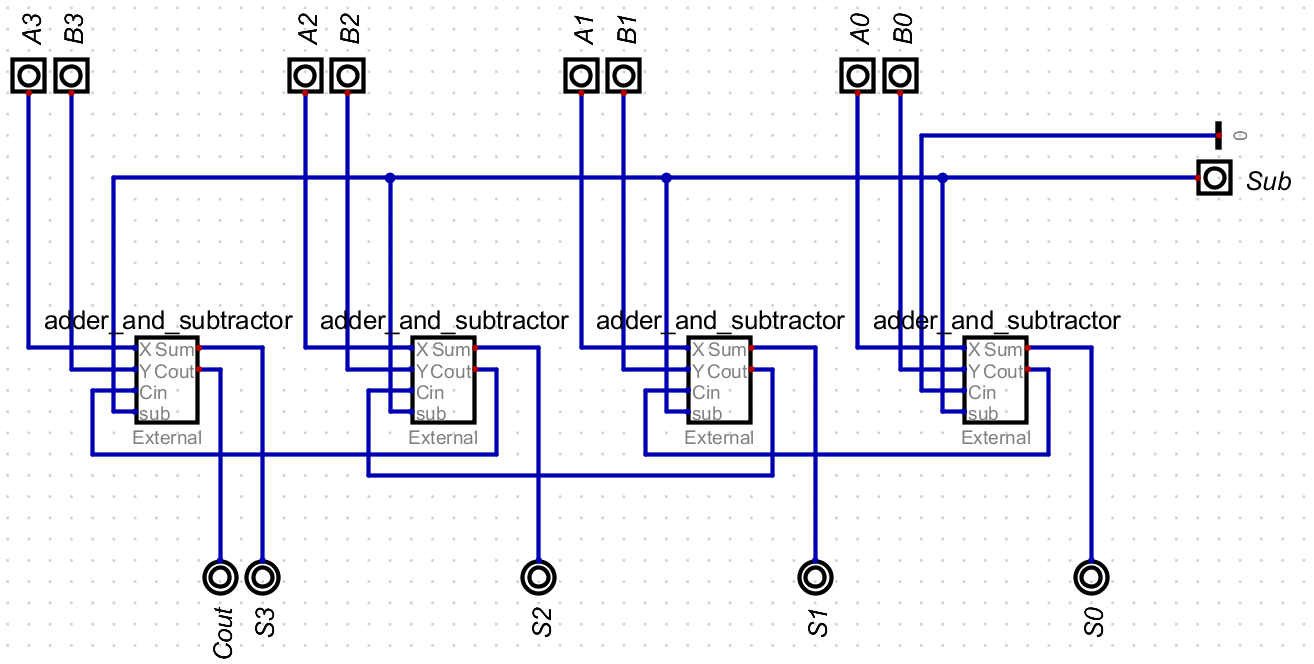 A3 B3 A2 B2 A1 B1 A0 B0
0
Sub
adder_and_subtractor adder_and_subtractor adder_and_subtractor adder_and_subtractor
X Sum X Sum X Sum X Sum
Y Cout Y Cout Y Cout Y Cout
Cin Cin Cin Cin
sub sub sub sub
External External External External
Cout S3 S2 S1 S0